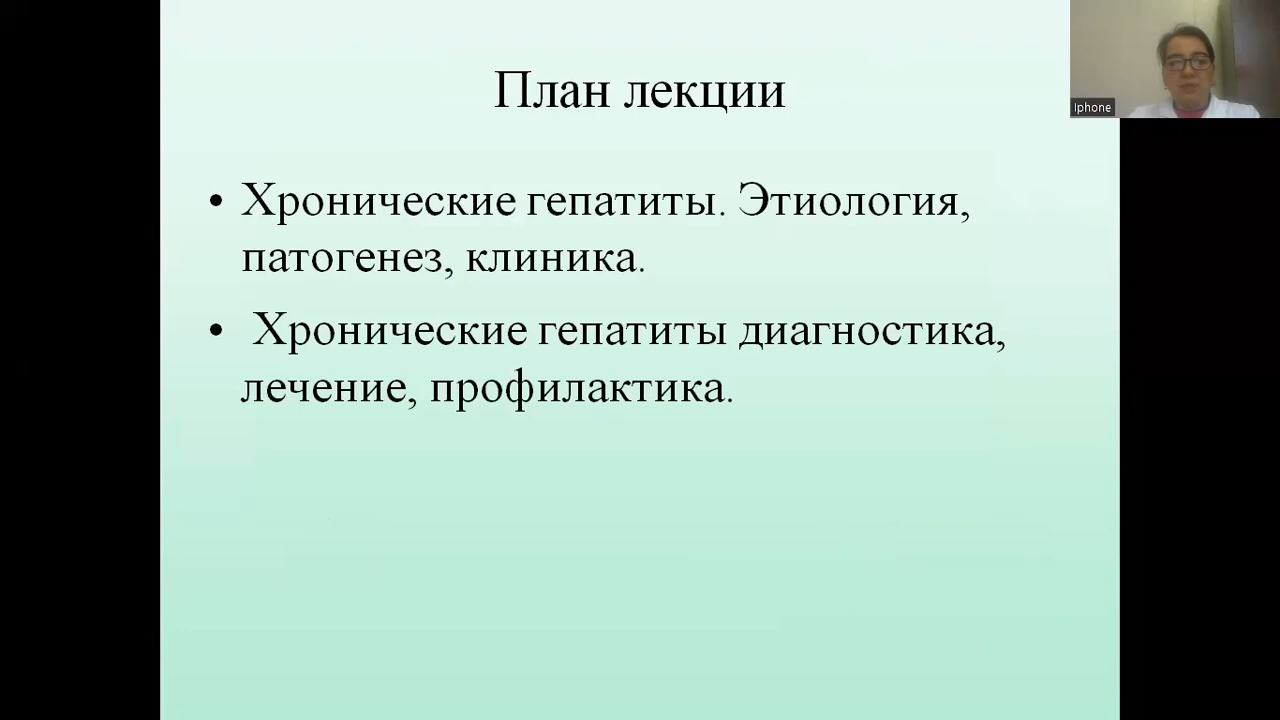 План лекции
Iphone
• Хронические гепатиты. Этиология,
патогенез, клиника.
• Хронические гепатиты диагностика,
лечение, профилактика.